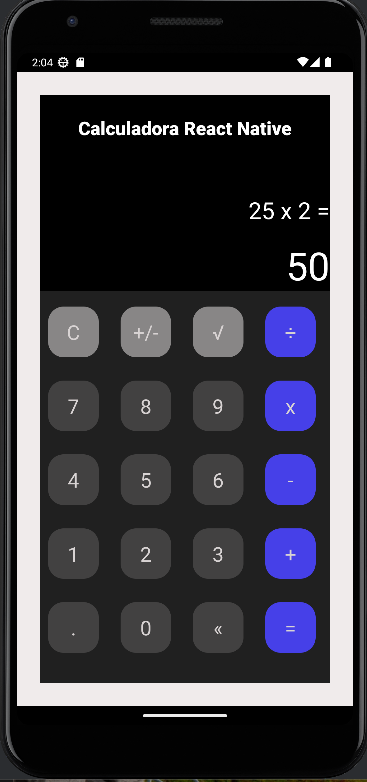 2:04
Calculadora React Native
25 x 2 =
50
C +/- √ ÷
7 8 9 x
4 5 6 -
1 2 3 +
. 0 « =